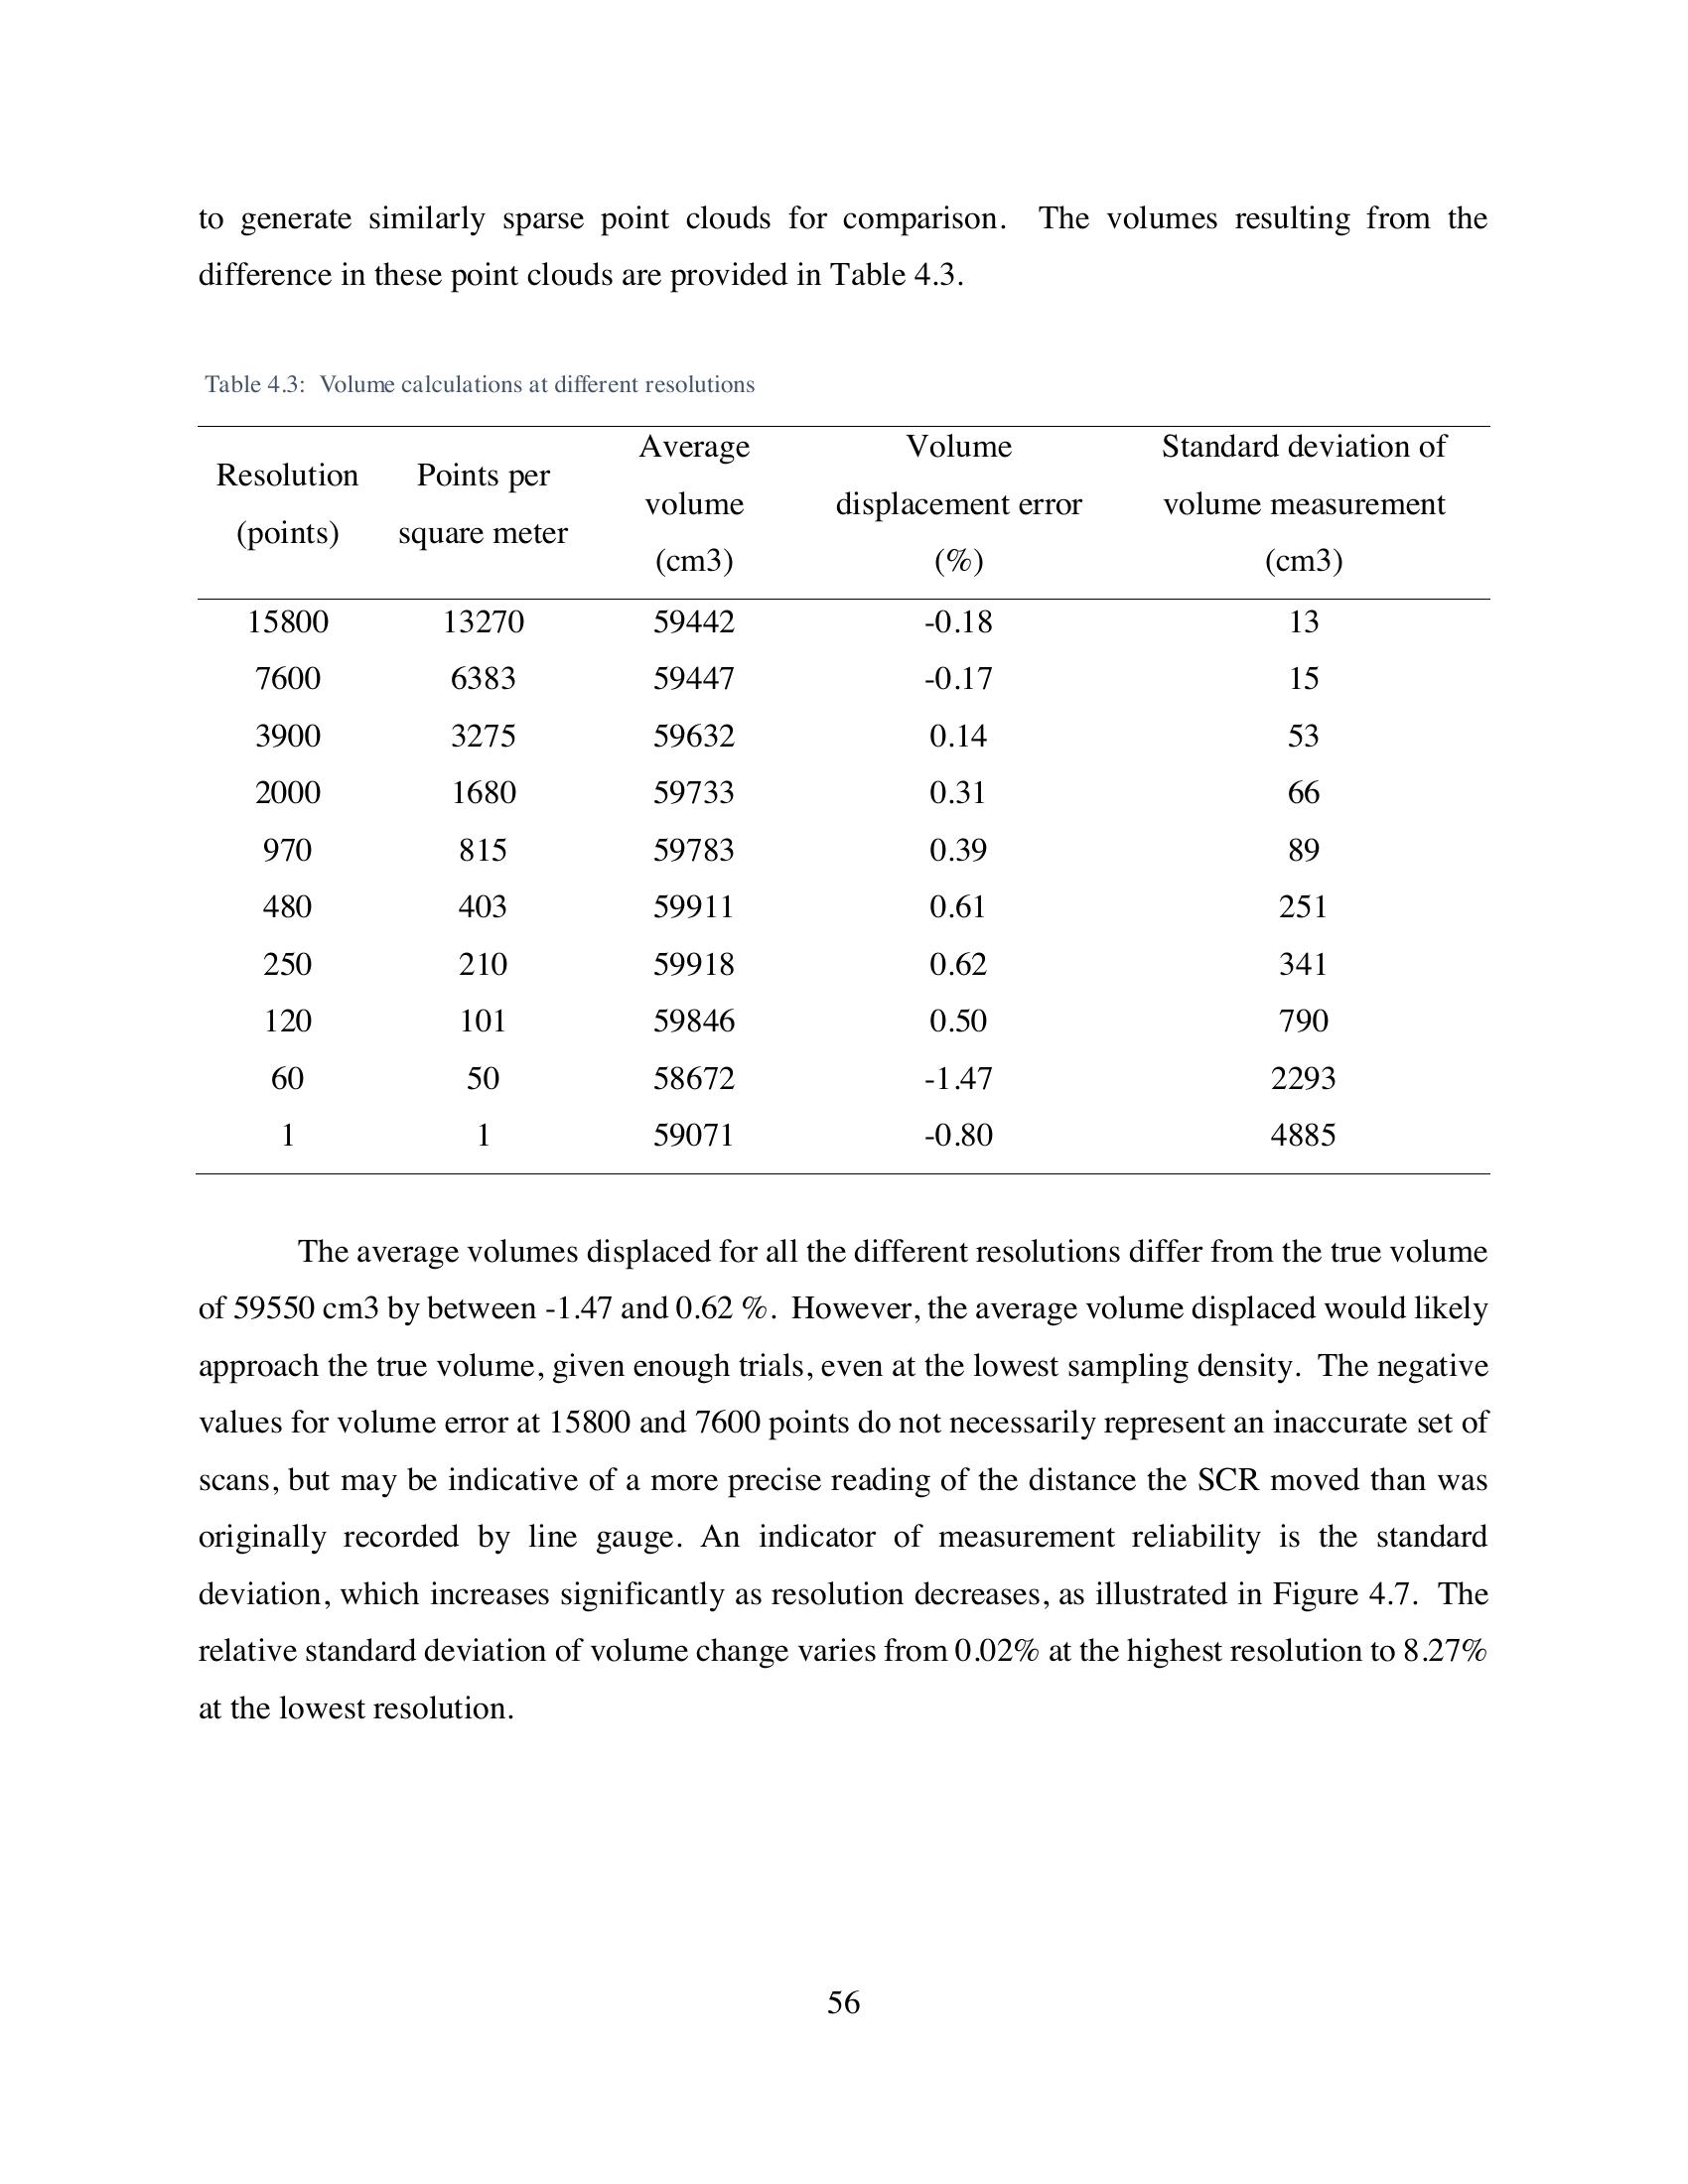 to generate similarly sparse point clouds for comparison. The volumes resulting from the
difference in these point clouds are provided in Table 4.3.
Table 4.3: Volume calculations at different resolutions
Resolution (points) Points per square meter Average volume (cm3) Volume displacement error (%) Standard deviation of volume measurement (cm3)
15800 13270 59442 -0.18 13
7600 6383 59447 -0.17 15
3900 3275 59632 0.14 53
2000 1680 59733 0.31 66
970 815 59783 0.39 89
480 403 59911 0.61 251
250 210 59918 0.62 341
120 101 59846 0.50 790
60 50 58672 -1.47 2293
1 1 59071 -0.80 4885
The average volumes displaced for all the different resolutions differ from the true volume
of 59550 cm3 by between -1.47 and 0.62 %. However, the average volume displaced would likely
approach the true volume, given enough trials, even at the lowest sampling density. The negative
values for volume error at 15800 and 7600 points do not necessarily represent an inaccurate set of
scans, but may be indicative of a more precise reading of the distance the SCR moved than was
originally recorded by line gauge. An indicator of measurement reliability is the standard
deviation, which increases significantly as resolution decreases, as illustrated in Figure 4.7. The
relative standard deviation of volume change varies from 0.02% at the highest resolution to 8.27%
at the lowest resolution.
56